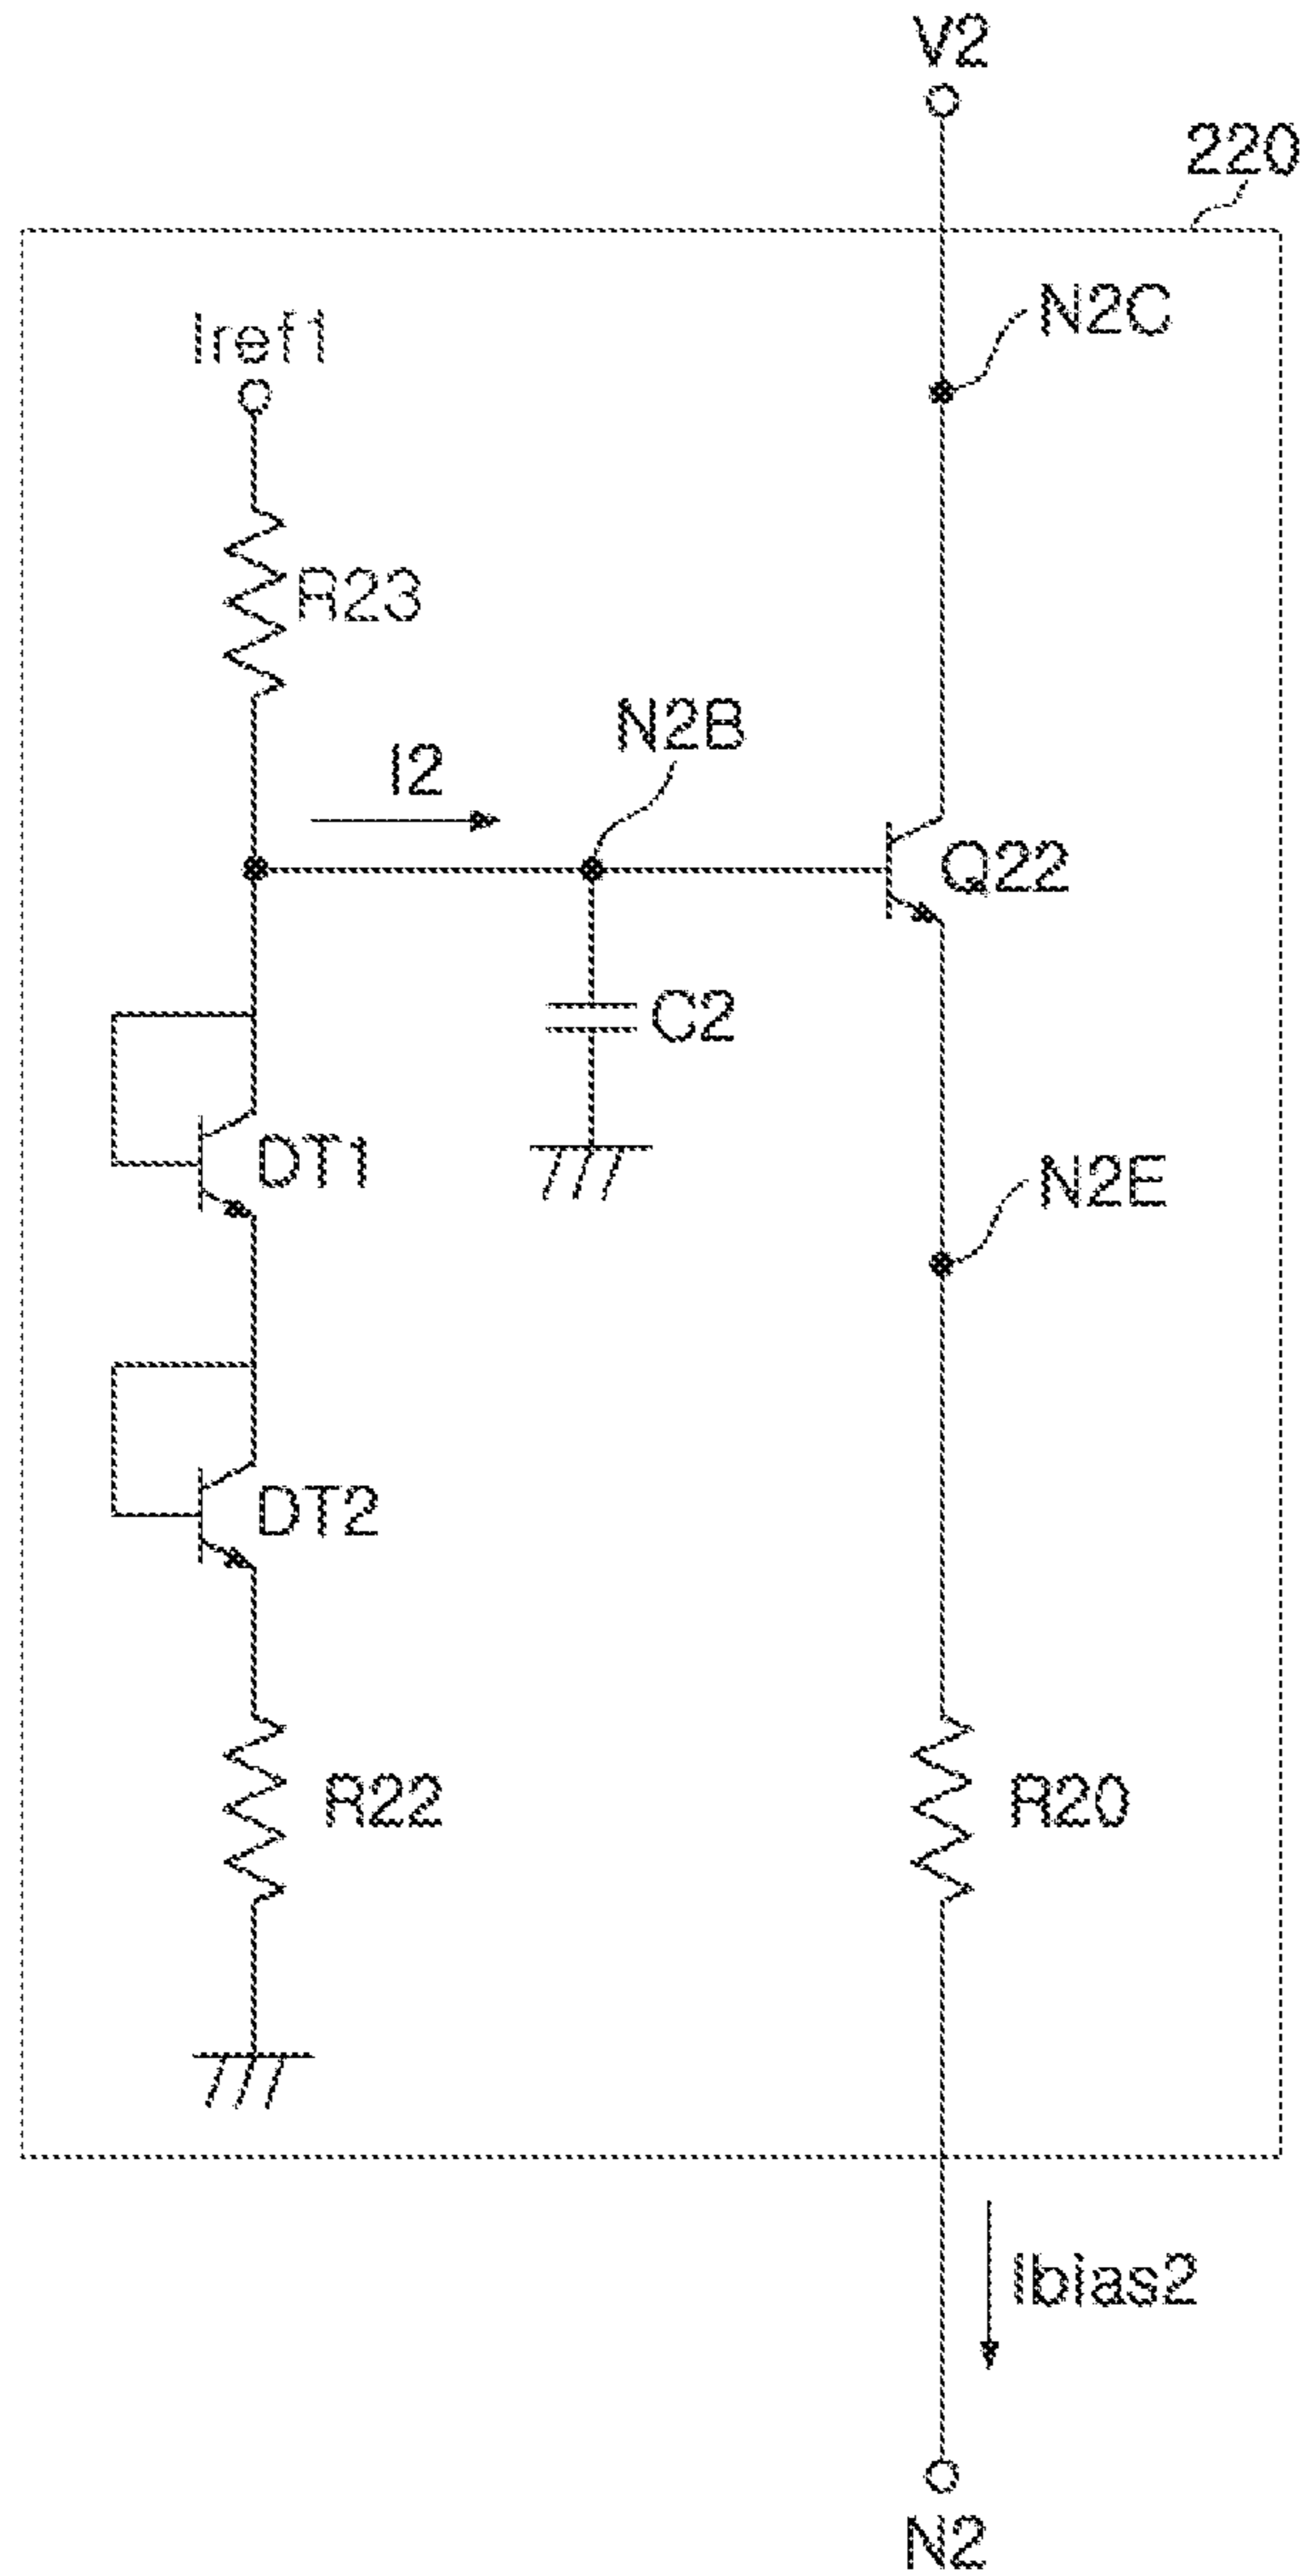 V2
220
N2C
Iref1
R23
N2B
I2
Q22
C2
DT1
N2E
DT2
R22
R20
Ibias2
N2